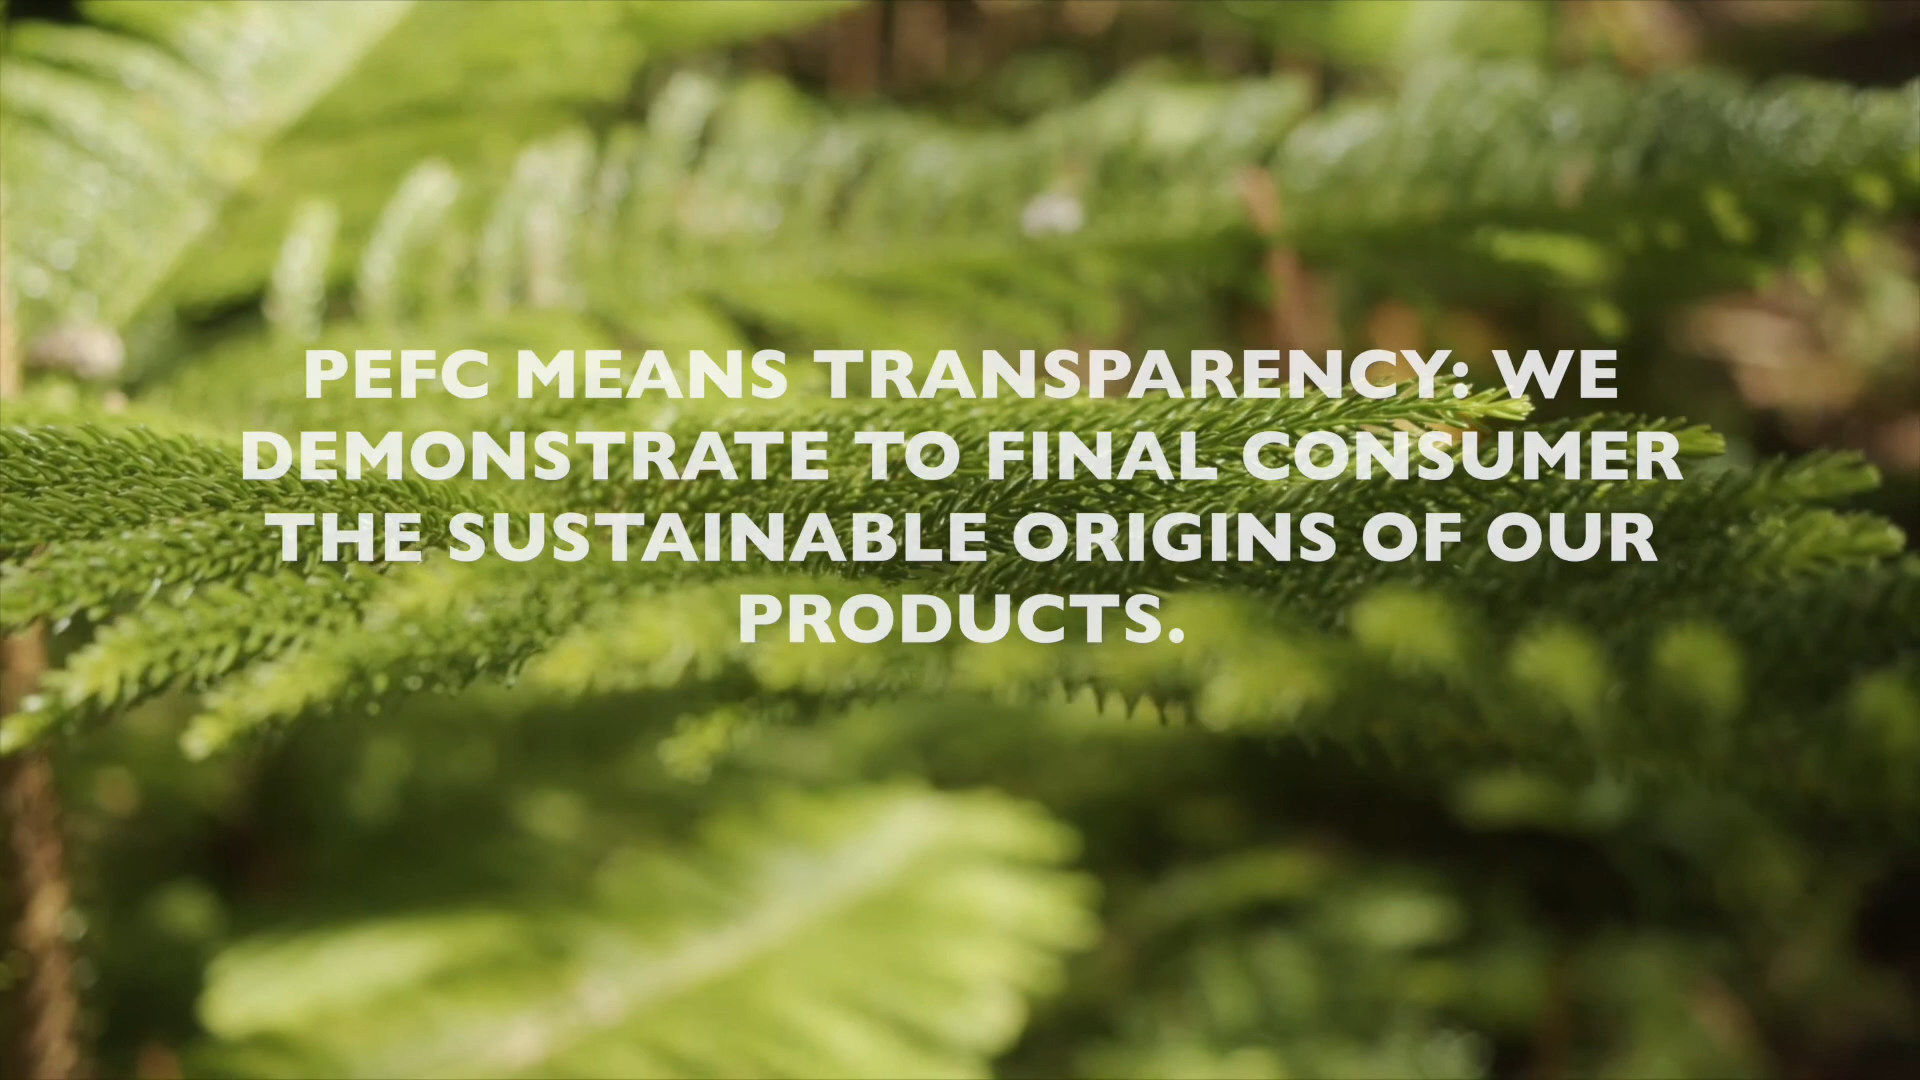 PEFC MEANS TRANSPARENCY: WE
DEMONSTRATE TO FINAL CONSUMER
THE SUSTAINABLE ORIGINS OF OUR
PRODUCTS.